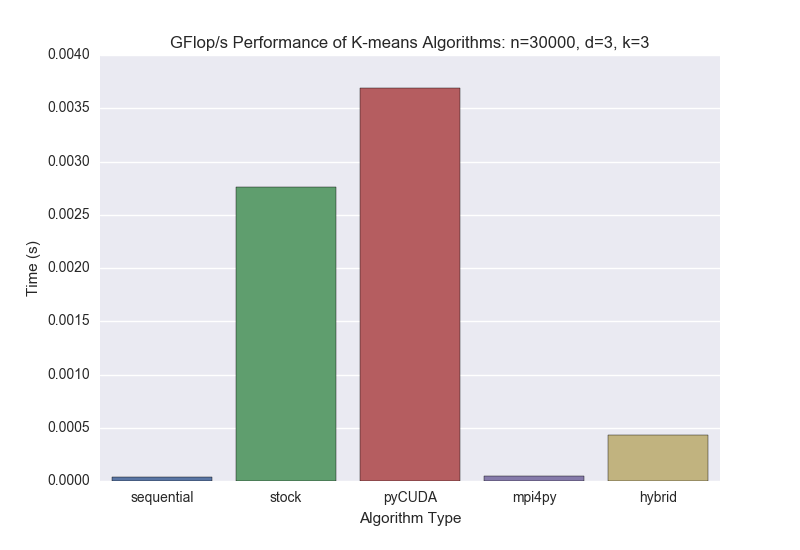 GFlop/s Performance of K-means Algorithms: n=30000, d=3, k=3
0.0040
0.0035
0.0030
0.0025
0.0020
0.0015
0.0010
0.0005
0.0000
Time (s)
sequential
stock
pyCUDA
mpi4py
hybrid
Algorithm Type